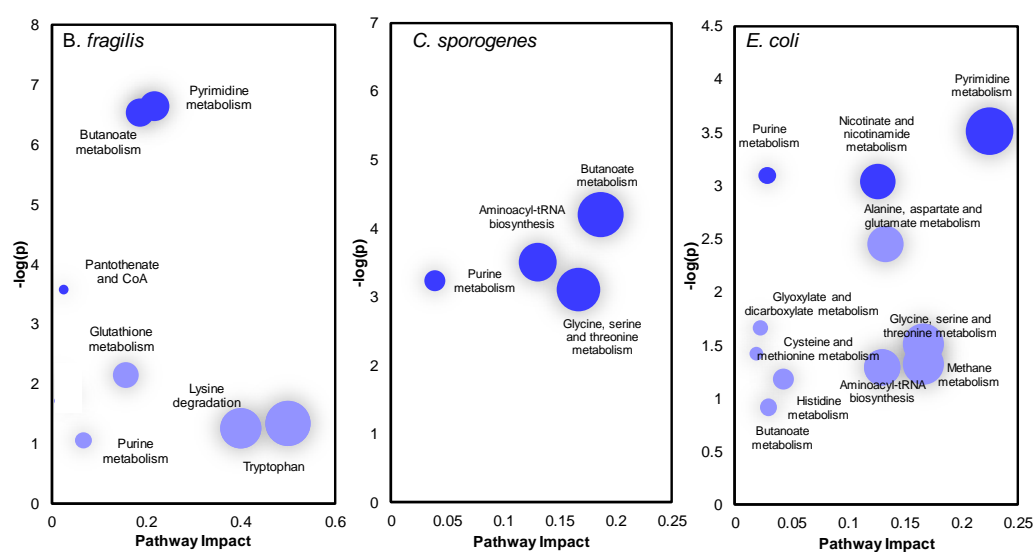 B. fragilis
8
7
6
5
4
3
2
1
0
-log(p)
Pyrimidine
metabolism
Butanoate
metabolism
Pantothenate
and CoA
Glutathione
metabolism
Lysine
degradation
Purine
metabolism
Tryptophan
0
0.2
0.4
0.6
Pathway Impact
C. sporogenes
7
6
5
4
3
2
1
0
-log(p)
Butanoate
metabolism
Aminoacyl-tRNA
biosynthesis
Purine
metabolism
Glycine, serine
and threonine
metabolism
0
0.05
0.1
0.15
0.2
0.25
Pathway Impact
E. coli
4.5
4
3.5
3
2.5
2
1.5
1
0.5
0
-log(p)
Pyrimidine
metabolism
Purine
metabolism
Nicotinate and
nicotinamide
metabolism
Alanine, aspartate and
glutamate metabolism
Glyoxylate and
dicarboxylate metabolism
Glycine, serine and
threonine metabolism
Cysteine and
methionine metabolism
Methane
metabolism
Aminoacyl-tRNA
biosynthesis
Histidine
metabolism
Butanoate
metabolism
0
0.05
0.1
0.15
0.2
0.25
Pathway Impact